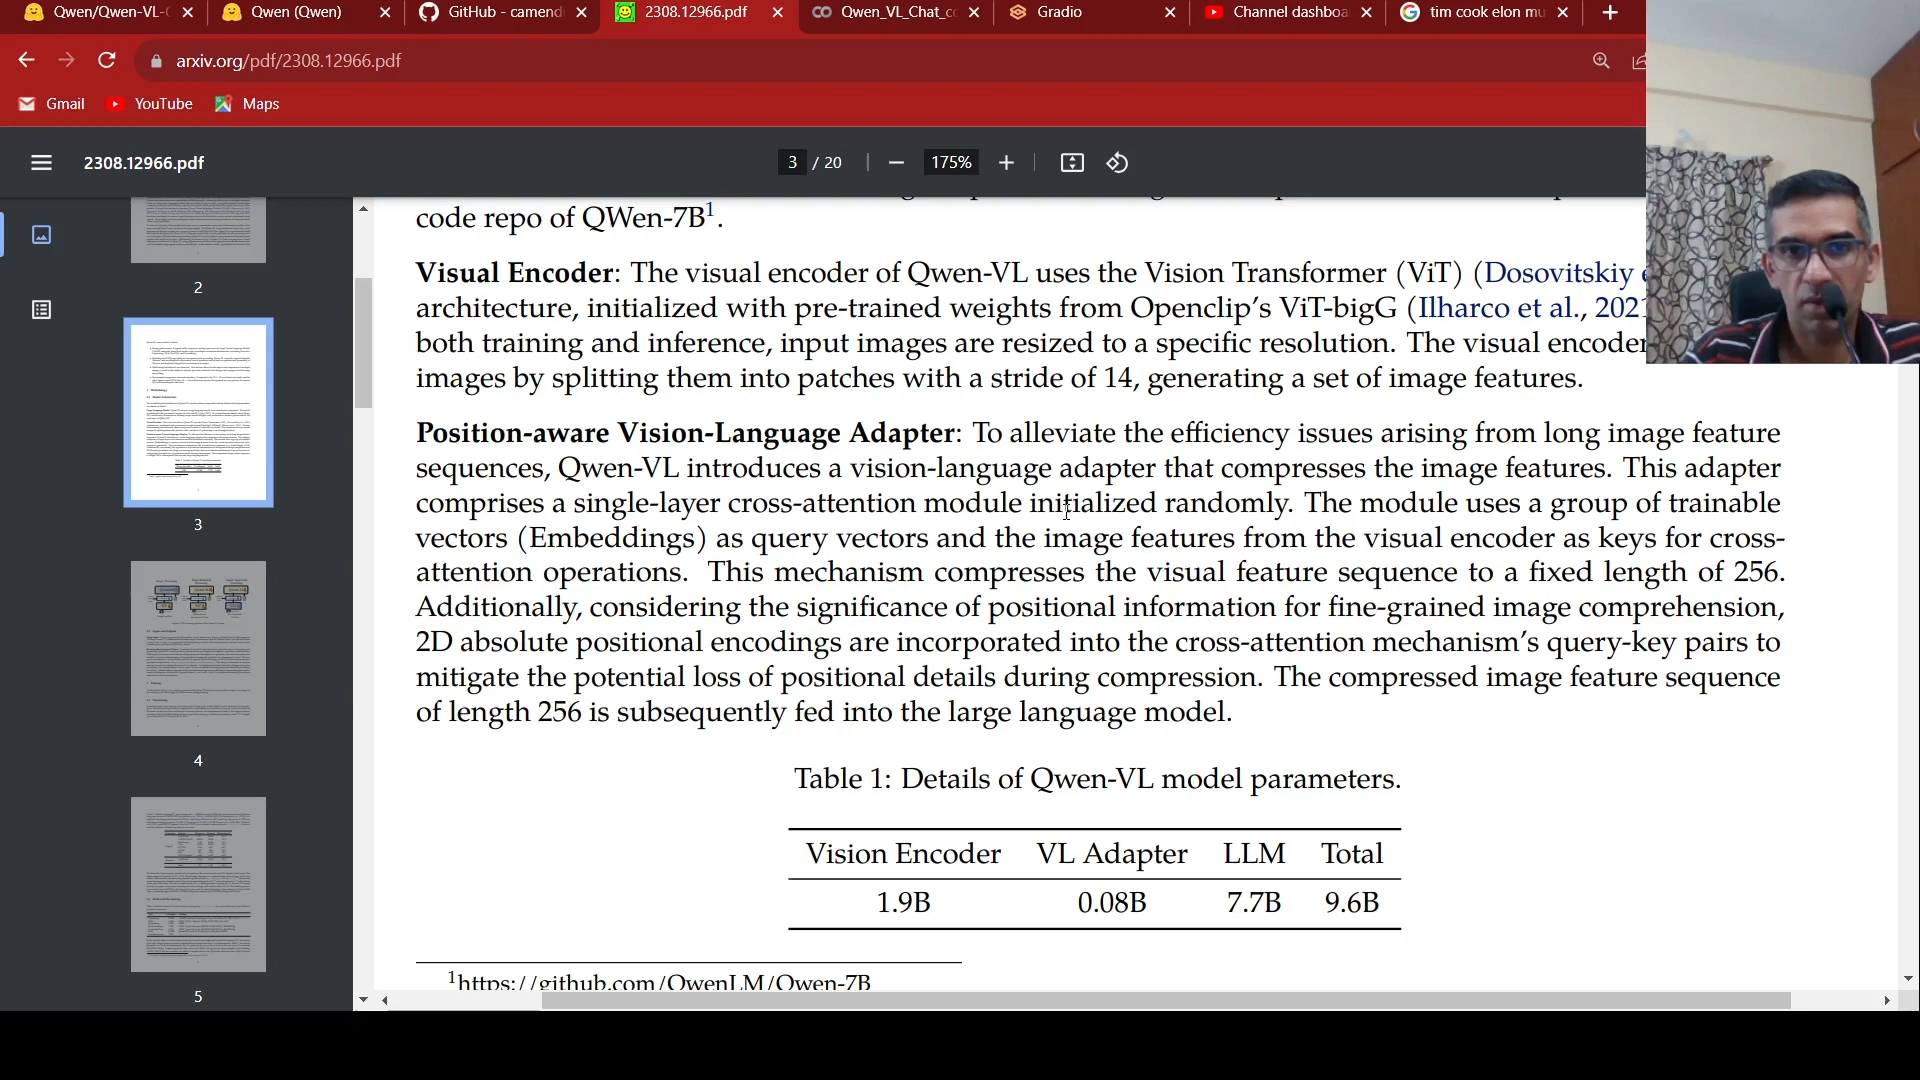 Qwen/Qwen-VL-C
Qwen (Qwen)
GitHub - camend
2308.12966.pdf
Qwen_VL_Chat_c
Gradio
Channel dashboa
tim cook elon mu
arxiv.org/pdf/2308.12966.pdf
Gmail
YouTube
Maps
2308.12966.pdf
3 / 20
175%
2
3
4
5
code repo of QWen-7B¹.
Visual Encoder: The visual encoder of Qwen-VL uses the Vision Transformer (ViT) (Dosovitskiy
architecture, initialized with pre-trained weights from Openclip's ViT-bigG (Ilharco et al., 2021
both training and inference, input images are resized to a specific resolution. The visual encoder
images by splitting them into patches with a stride of 14, generating a set of image features.
Position-aware Vision-Language Adapter: To alleviate the efficiency issues arising from long image feature
sequences, Qwen-VL introduces a vision-language adapter that compresses the image features. This adapter
comprises a single-layer cross-attention module initialized randomly. The module uses a group of trainable
vectors (Embeddings) as query vectors and the image features from the visual encoder as keys for cross-
attention operations. This mechanism compresses the visual feature sequence to a fixed length of 256.
Additionally, considering the significance of positional information for fine-grained image comprehension,
2D absolute positional encodings are incorporated into the cross-attention mechanism's query-key pairs to
mitigate the potential loss of positional details during compression. The compressed image feature sequence
of length 256 is subsequently fed into the large language model.
Table 1: Details of Qwen-VL model parameters.
Vision Encoder VL Adapter LLM Total
1.9B 0.08B 7.7B 9.6B
¹https://github.com/QwenLM/Qwen-7B